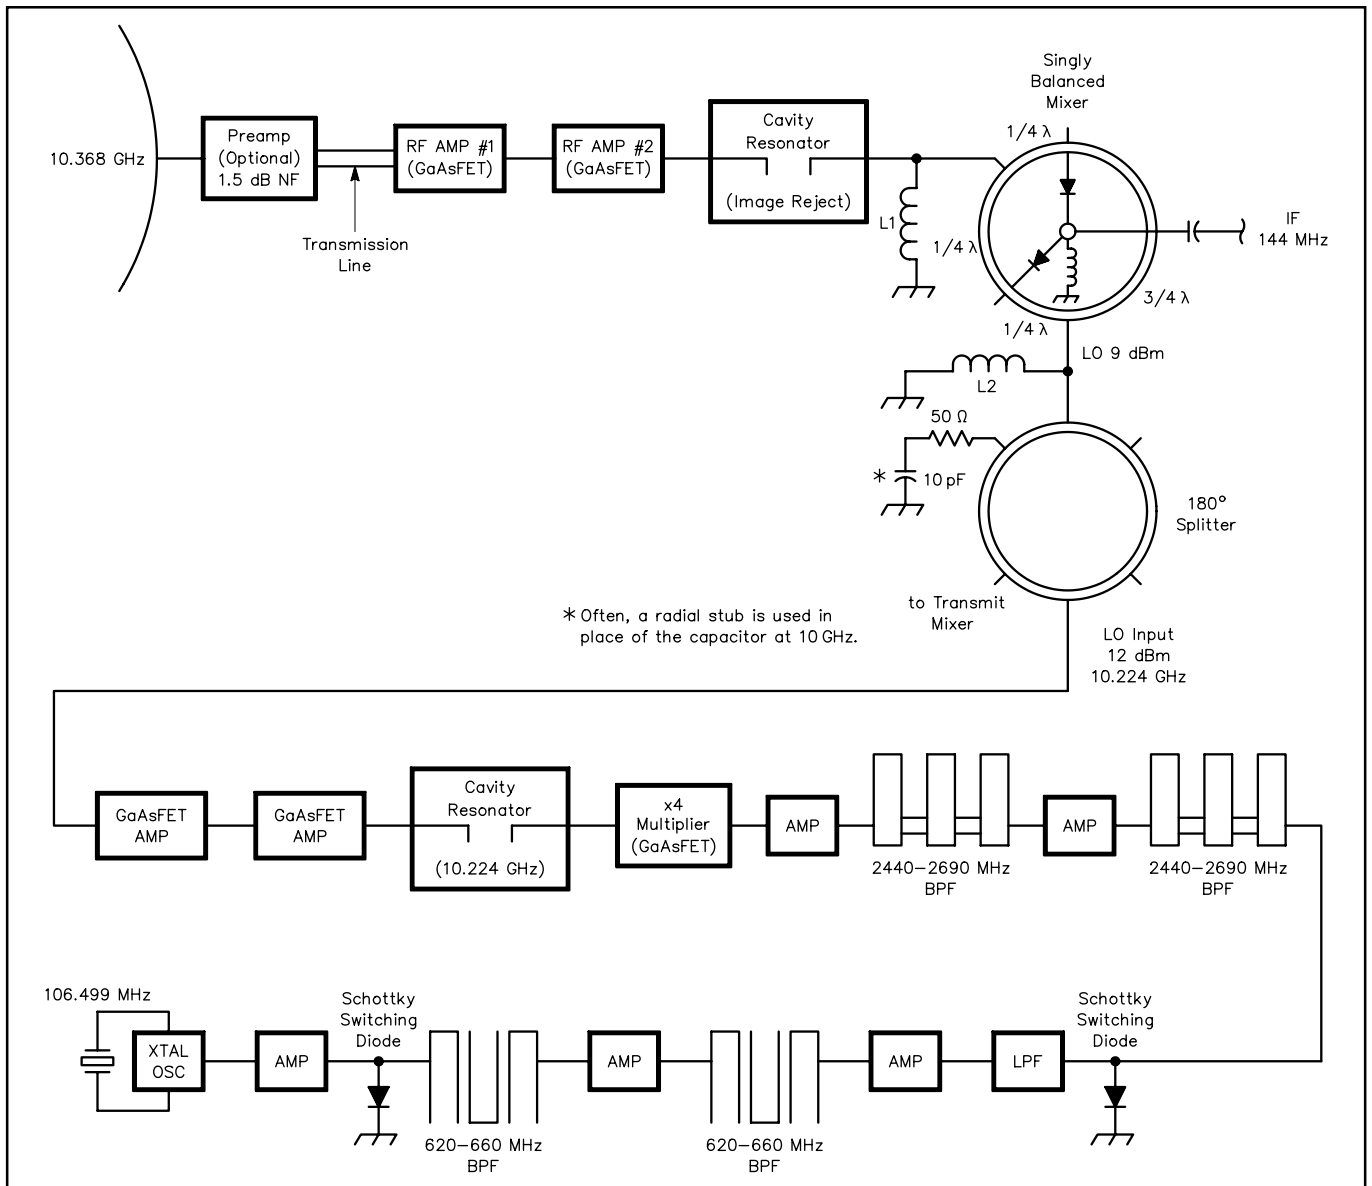 Singly
Balanced
Mixer
10.368 GHz
Preamp
(Optional)
1.5 dB NF
RF AMP #1
(GaAsFET)
RF AMP #2
(GaAsFET)
Cavity
Resonator
(Image Reject)
Transmission
Line
L1
1/4 λ
1/4 λ
1/4 λ
3/4 λ
IF
144 MHz
LO 9 dBm
L2
50 Ω
* 10 pF
180°
Splitter
to Transmit
Mixer
* Often, a radial stub is used in
place of the capacitor at 10 GHz.
LO Input
12 dBm
10.224 GHz
GaAsFET
AMP
GaAsFET
AMP
Cavity
Resonator
(10.224 GHz)
x4
Multiplier
(GaAsFET)
AMP
2440–2690 MHz
BPF
AMP
2440–2690 MHz
BPF
106.499 MHz
XTAL
OSC
AMP
Schottky
Switching
Diode
620–660 MHz
BPF
AMP
620–660 MHz
BPF
AMP
LPF
Schottky
Switching
Diode